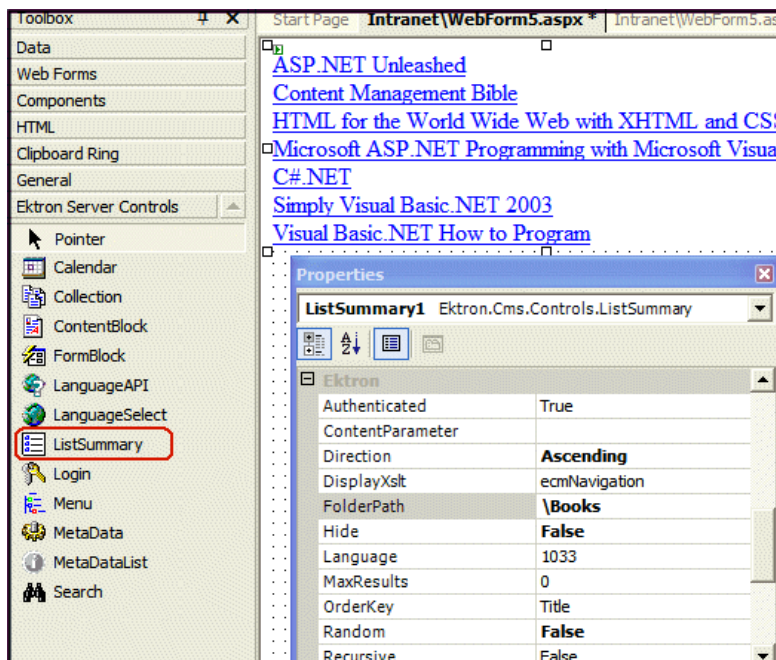 Toolbox
Start Page Intranet\WebForm5.aspx * Intranet\WebForm5.as
Data
Web Forms
Components
HTML
Clipboard Ring
General
Ektron Server Controls
Pointer
Calendar
Collection
ContentBlock
FormBlock
LanguageAPI
LanguageSelect
ListSummary
Login
Menu
MetaData
MetaDataList
Search
ASP.NET Unleashed
Content Management Bible
HTML for the World Wide Web with XHTML and CSS
Microsoft ASP.NET Programming with Microsoft Visua
C#.NET
Simply Visual Basic.NET 2003
Visual Basic.NET How to Program
Properties
ListSummary1 Ektron.Cms.Controls.ListSummary
Ektron
Authenticated True
ContentParameter
Direction Ascending
DisplayXslt ecmNavigation
FolderPath \Books
Hide False
Language 1033
MaxResults 0
OrderKey Title
Random False
Recursive False